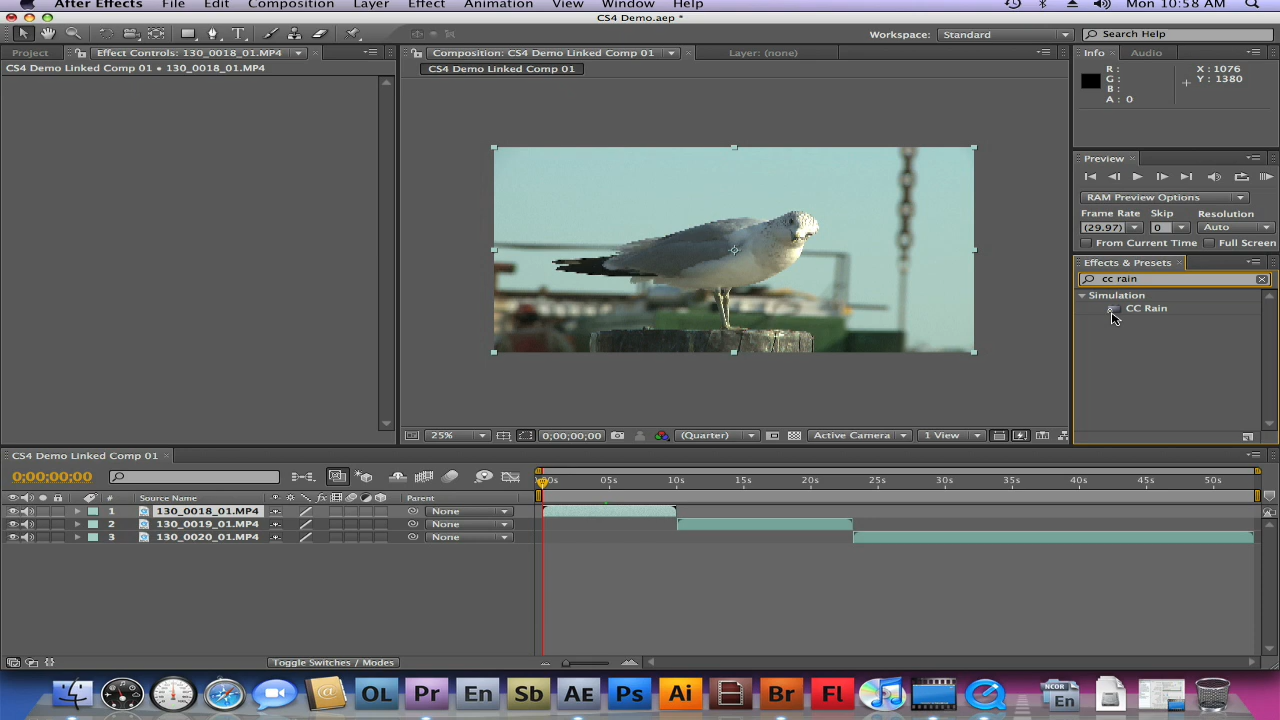 After Effects File Edit Composition Layer Effect Animation View Window Help Mon 10:58 AM
CS4 Demo.aep *
Workspace: Standard Search Help
Project Effect Controls: 130_0018_01.MP4 Composition: CS4 Demo Linked Comp 01 Layer: (none) Info Audio
CS4 Demo Linked Comp 01 • 130_0018_01.MP4
CS4 Demo Linked Comp 01
R:
G:
B:
A: 0
X: 1076
Y: 1380
Preview
RAM Preview Options
Frame Rate Skip Resolution
(29.97) 0 Auto
From Current Time Full Screen
Effects & Presets
cc rain
Simulation
CC Rain
25% 0;00;00;00 (Quarter) Active Camera 1 View
CS4 Demo Linked Comp 01
0;00;00;00
05s 10s 15s 20s 25s 30s 35s 40s 45s 50s
# Source Name fx Parent
1 130_0018_01.MP4 None
2 130_0019_01.MP4 None
3 130_0020_01.MP4 None
Toggle Switches / Modes
OL Pr En Sb AE Ps Ai Br Fl NCOR En